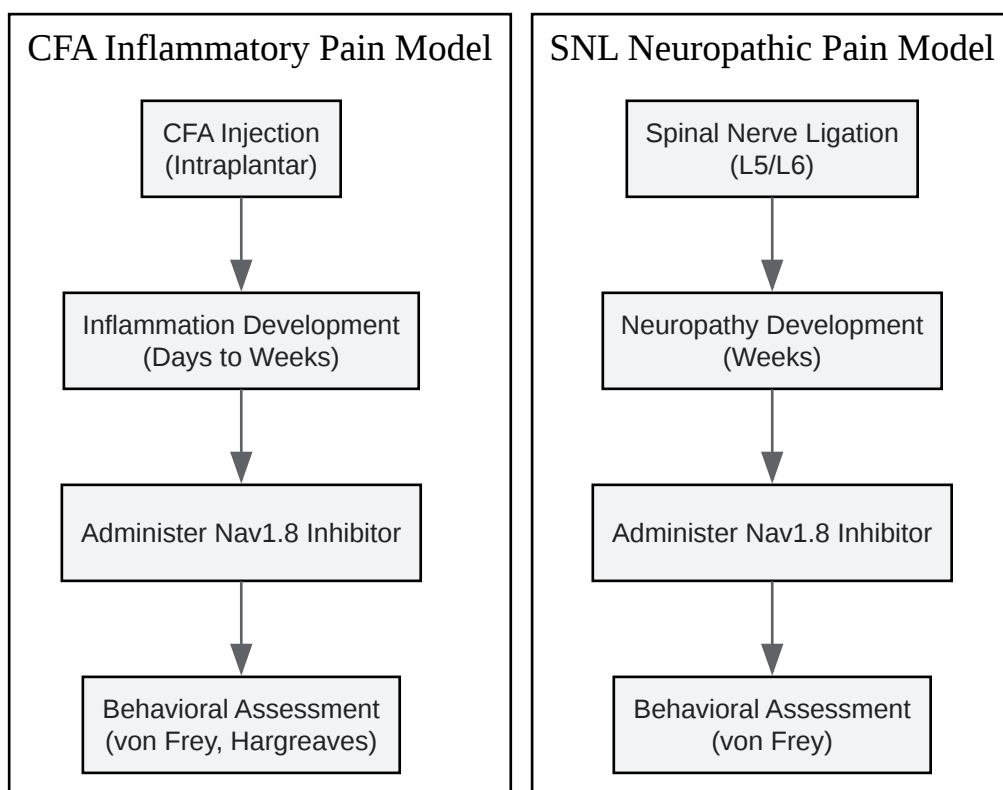 CFA Inflammatory Pain Model
CFA Injection
(Intraplantar)
Inflammation Development
(Days to Weeks)
Administer Nav1.8 Inhibitor
Behavioral Assessment
(von Frey, Hargreaves)
SNL Neuropathic Pain Model
Spinal Nerve Ligation
(L5/L6)
Neuropathy Development
(Weeks)
Administer Nav1.8 Inhibitor
Behavioral Assessment
(von Frey)